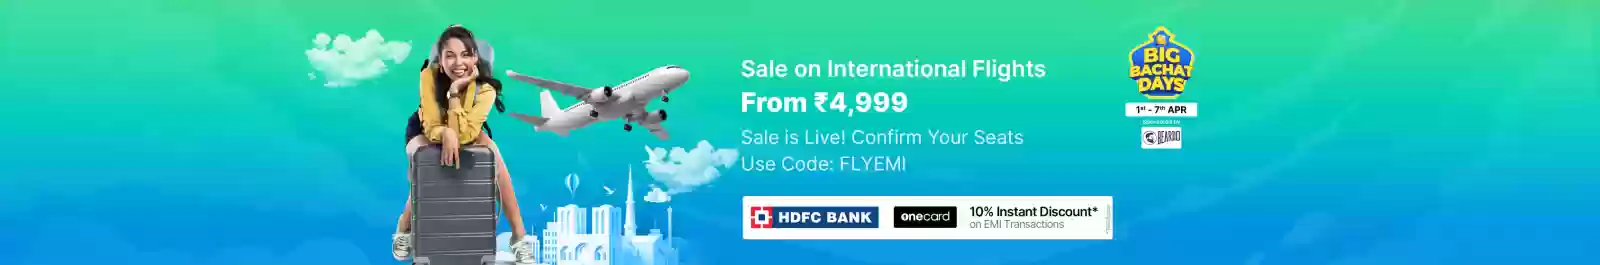 Sale on International Flights
From ₹4,999
Sale is Live! Confirm Your Seats
Use Code: FLYEMI
HDFC BANK
onecard
10% Instant Discount*
on EMI Transactions
BIG
BACHAT
DAYS
1st - 7th APR
BEARDO